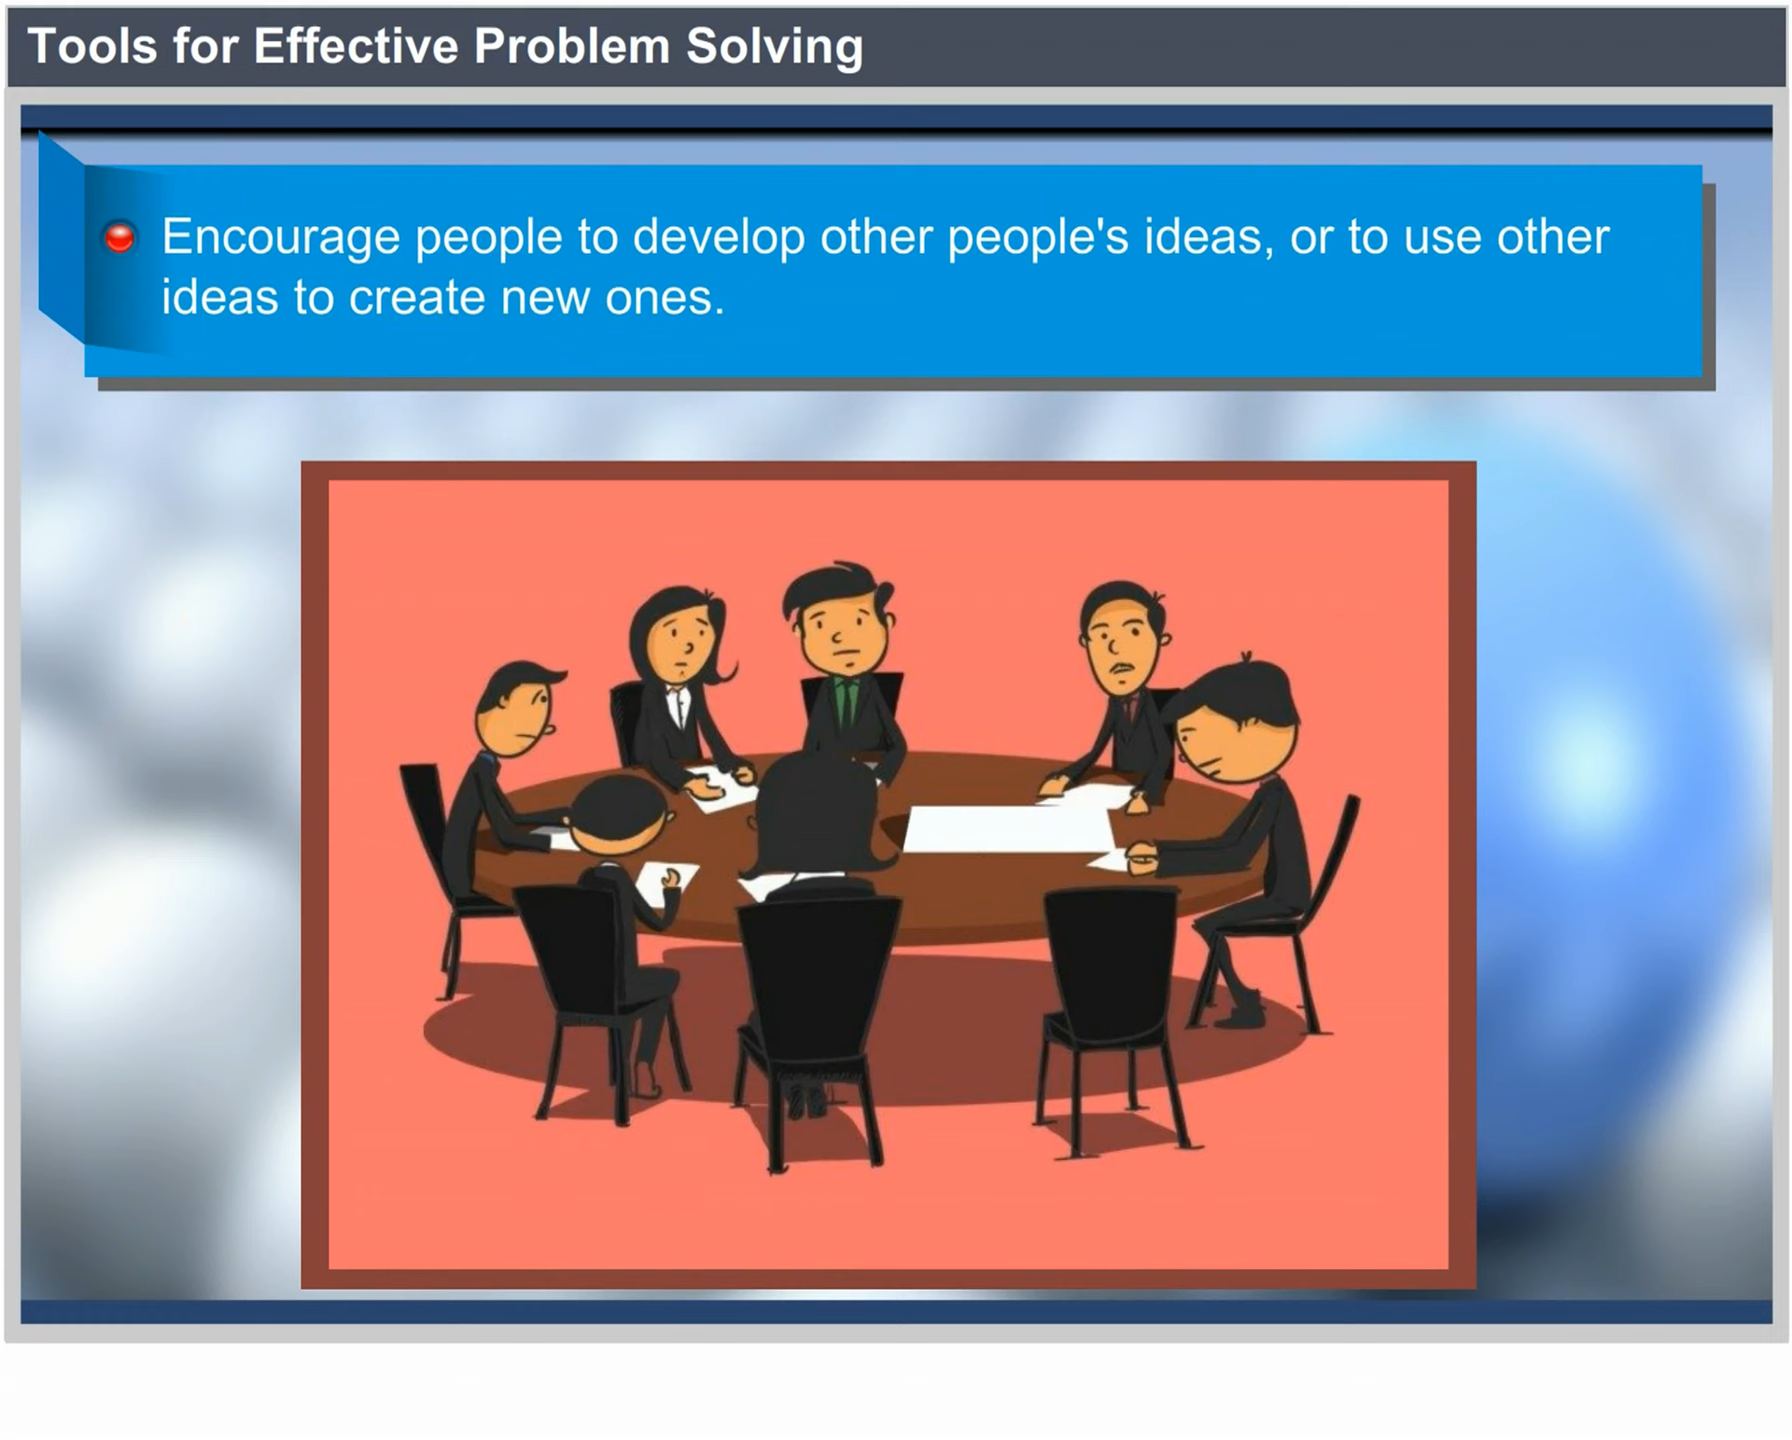 Tools for Effective Problem Solving
Encourage people to develop other people's ideas, or to use other
ideas to create new ones.